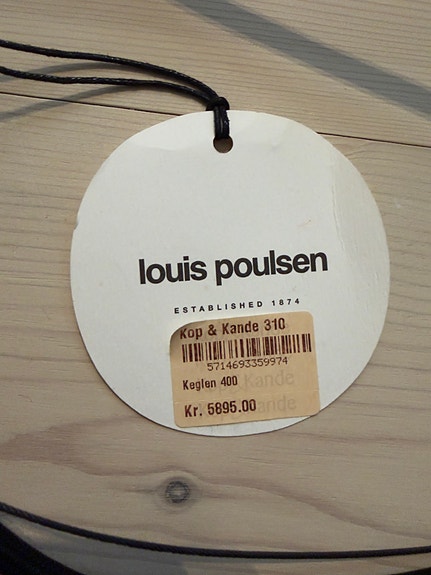 louis poulsen
ESTABLISHED 1874
Kop & Kande 310
5714693359974
Keglen 400
Kr. 5895.00